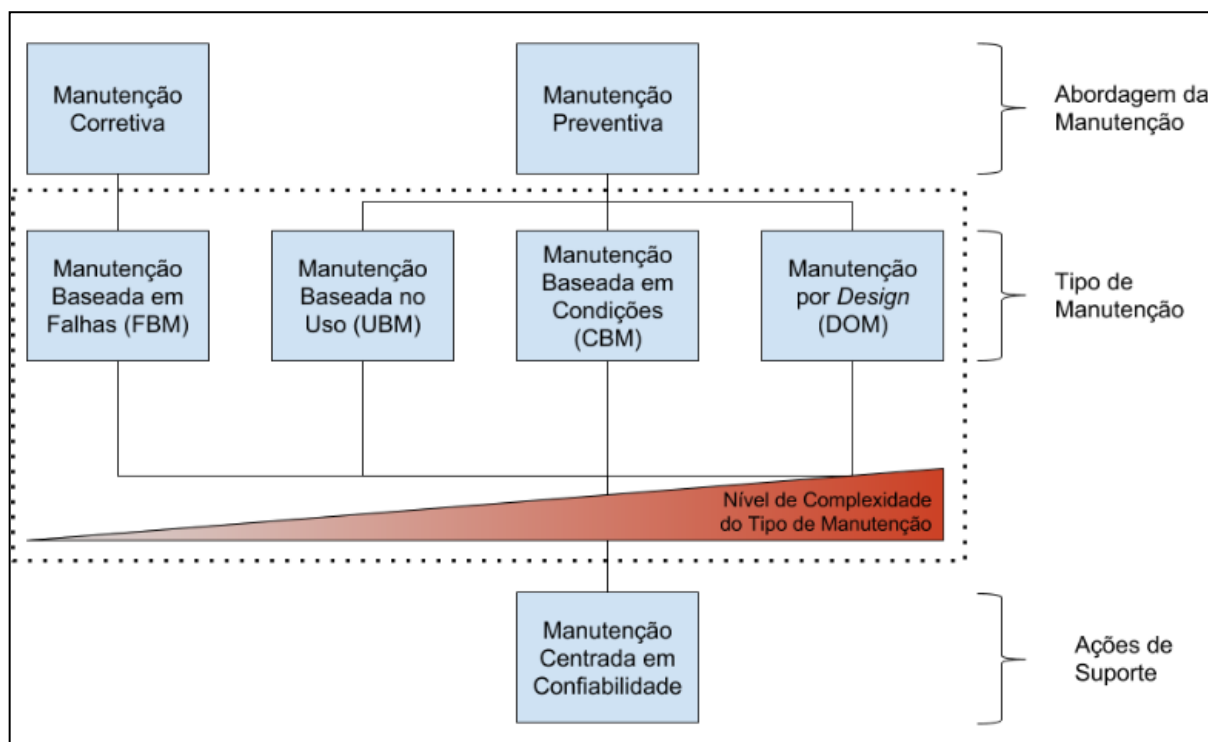 Manutenção
Corretiva
Manutenção
Preventiva
Abordagem da
Manutenção
Manutenção
Baseada em
Falhas (FBM)
Manutenção
Baseada no
Uso (UBM)
Manutenção
Baseada em
Condições
(CBM)
Manutenção
por Design
(DOM)
Tipo de
Manutenção
Nível de Complexidade
do Tipo de Manutenção
Manutenção
Centrada em
Confiabilidade
Ações de
Suporte